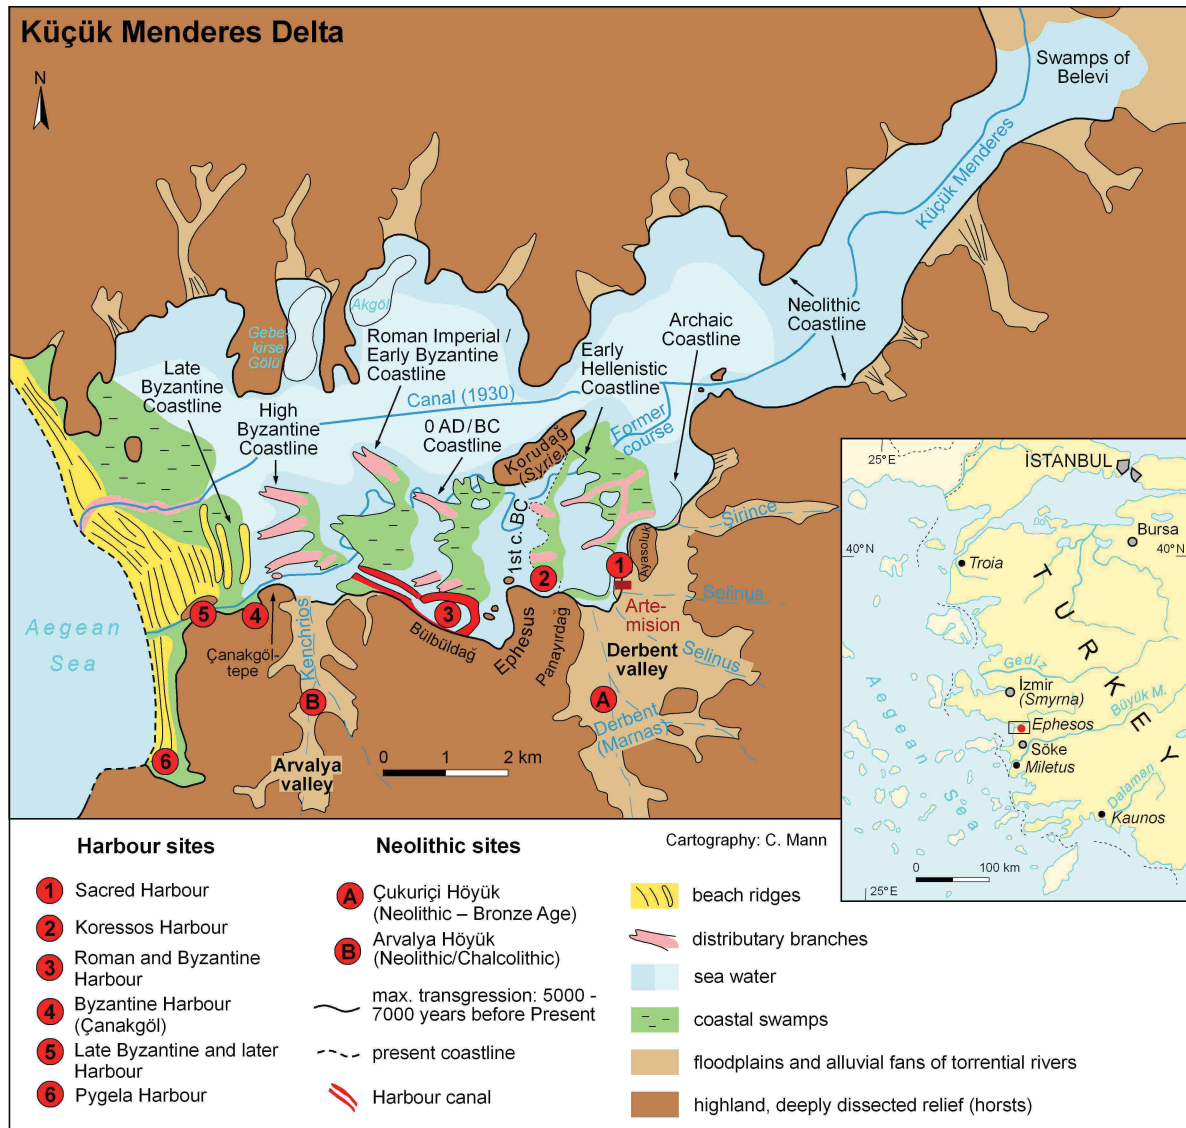 Küçük Menderes Delta
N
Swamps of
Belevi
Küçük Menderes
Neolithic
Coastline
Archaic
Coastline
Early
Hellenistic
Coastline
Akgöl
Gebe-
kirse
Gölü
Roman Imperial /
Early Byzantine
Coastline
Late
Byzantine
Coastline
High
Byzantine
Coastline
Canal (1930)
0 AD/BC
Coastline
Former
course
Korudağ
(Syrie)
1st c. BC
Ayasoluk
Sirince
Selinus
Arte-
mision
Selinus
Derbent
valley
Derbent
(Marnas)
Ephesus
Panayırdağ
Bülbüldağ
Kenchrios
Çanakgöl-
tepe
Aegean
Sea
Arvalya
valley
1
2
3
4
5
6
A
B
0 1 2 km
25°E
İSTANBUL
Bursa
40°N
40°N
Troia
TURKEY
Gediz
İzmir
(Smyrna)
Büyük M.
Ephesos
Söke
Miletus
Dalaman
Kaunos
Aegean Sea
0 100 km
25°E
Harbour sites
1 Sacred Harbour
2 Koressos Harbour
3 Roman and Byzantine
Harbour
4 Byzantine Harbour
(Çanakgöl)
5 Late Byzantine and later
Harbour
6 Pygela Harbour
Neolithic sites
A Çukuriçi Höyük
(Neolithic – Bronze Age)
B Arvalya Höyük
(Neolithic/Chalcolithic)
max. transgression: 5000 -
7000 years before Present
present coastline
Harbour canal
Cartography: C. Mann
beach ridges
distributary branches
sea water
coastal swamps
floodplains and alluvial fans of torrential rivers
highland, deeply dissected relief (horsts)